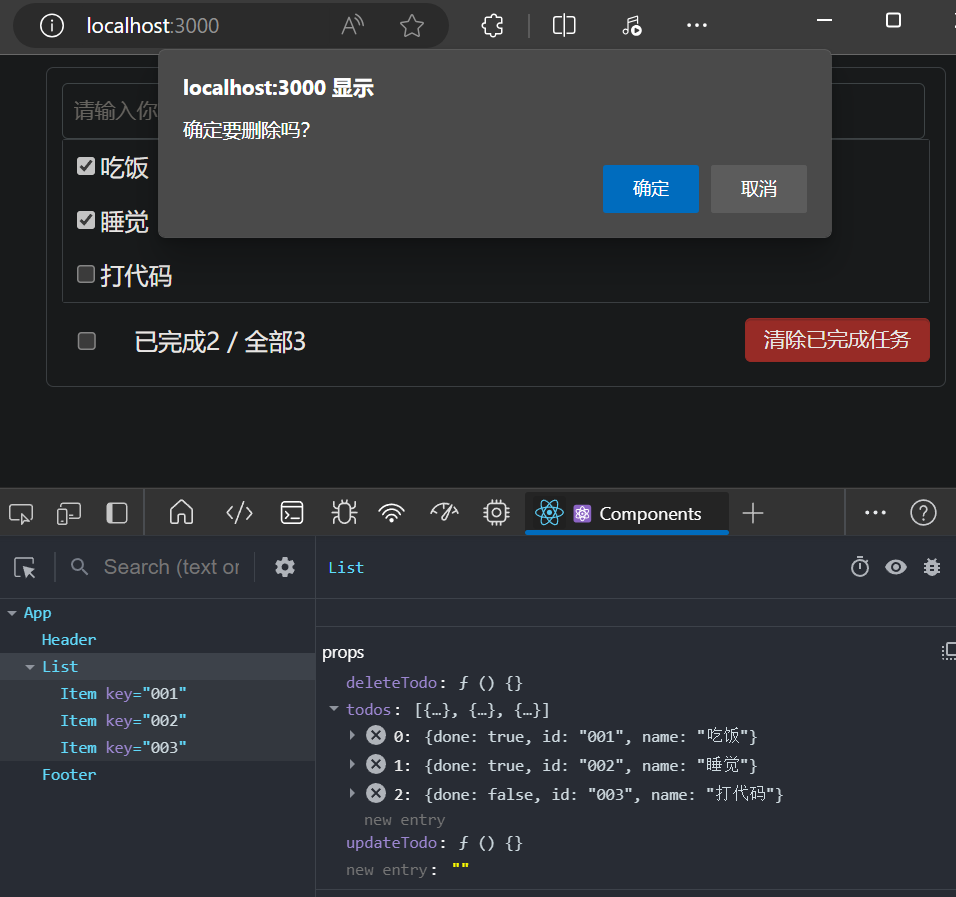 localhost:3000
localhost:3000 显示
确定要删除吗?
确定 取消
请输入你
吃饭
睡觉
打代码
已完成2 / 全部3 清除已完成任务
Components
Search (text or
List
App
Header
List
Item key="001"
Item key="002"
Item key="003"
Footer
props
deleteTodo: ƒ () {}
todos: [{…}, {…}, {…}]
0: {done: true, id: "001", name: "吃饭"}
1: {done: true, id: "002", name: "睡觉"}
2: {done: false, id: "003", name: "打代码"}
new entry
updateTodo: ƒ () {}
new entry: ""